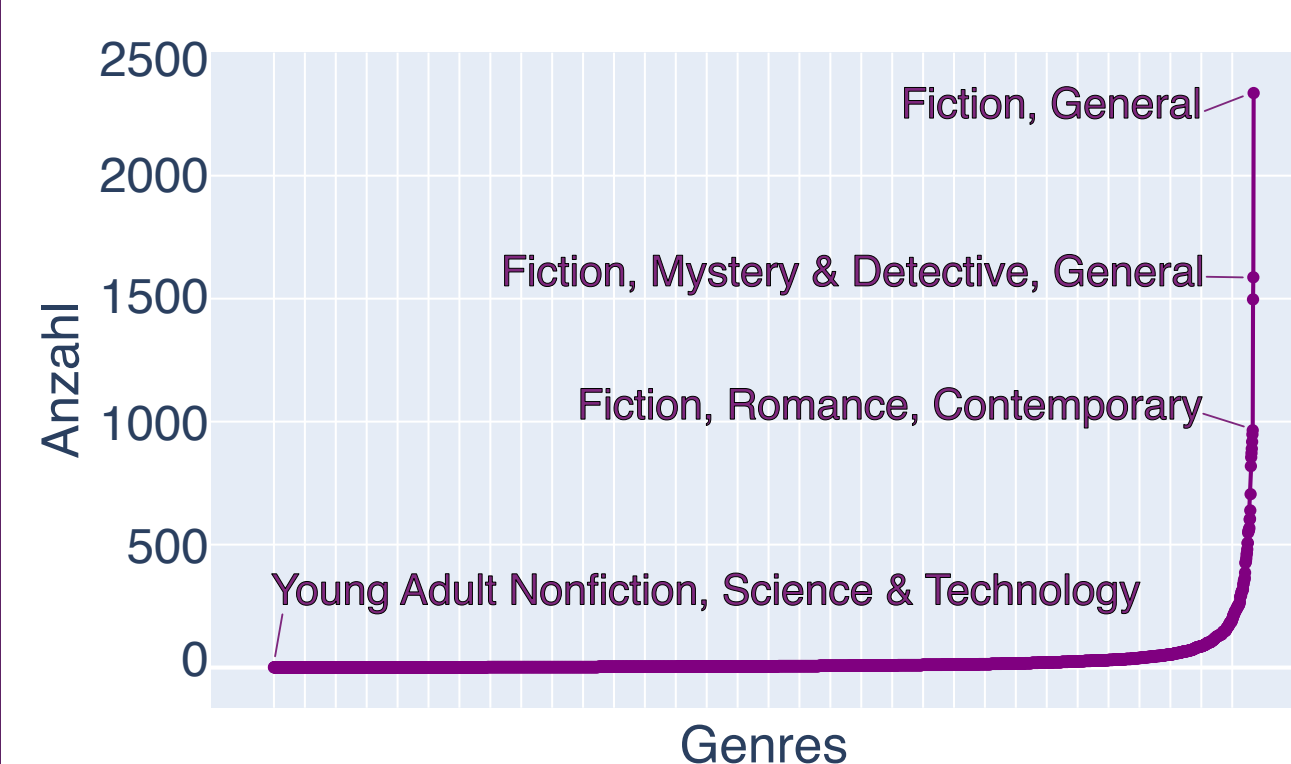 2500
Fiction, General
2000
Fiction, Mystery & Detective, General
1500
Anzahl
Fiction, Romance, Contemporary
1000
500
Young Adult Nonfiction, Science & Technology
0
Genres